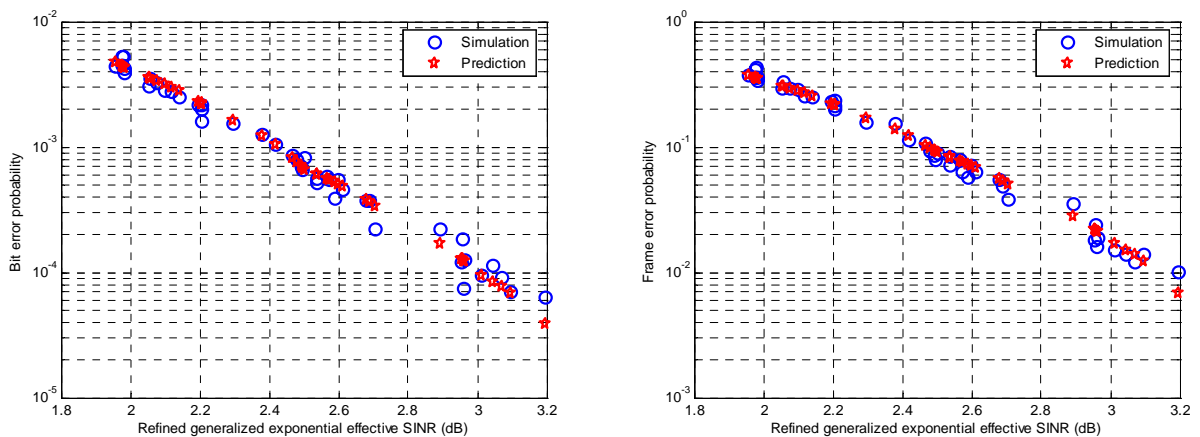 10^-2
10^-3
10^-4
10^-5
Bit error probability
1.8 2 2.2 2.4 2.6 2.8 3 3.2
Refined generalized exponential effective SINR (dB)
Simulation
Prediction
10^0
10^-1
10^-2
10^-3
Frame error probability
1.8 2 2.2 2.4 2.6 2.8 3 3.2
Refined generalized exponential effective SINR (dB)
Simulation
Prediction